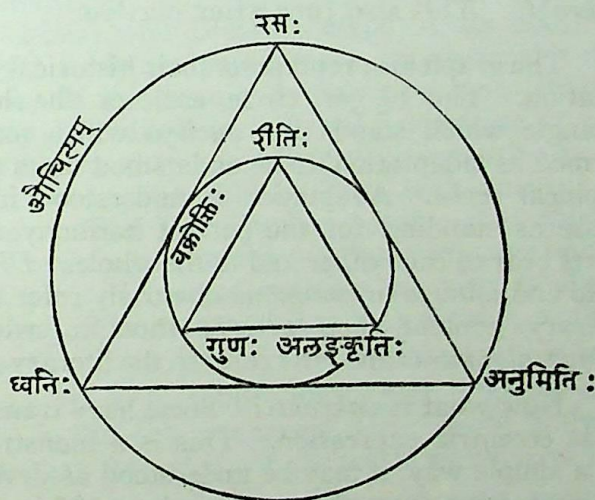 रसः
औचित्यम्
रीतिः
वक्रोक्तिः
गुणः अलङ्कृतिः
ध्वनिः
अनुमितिः